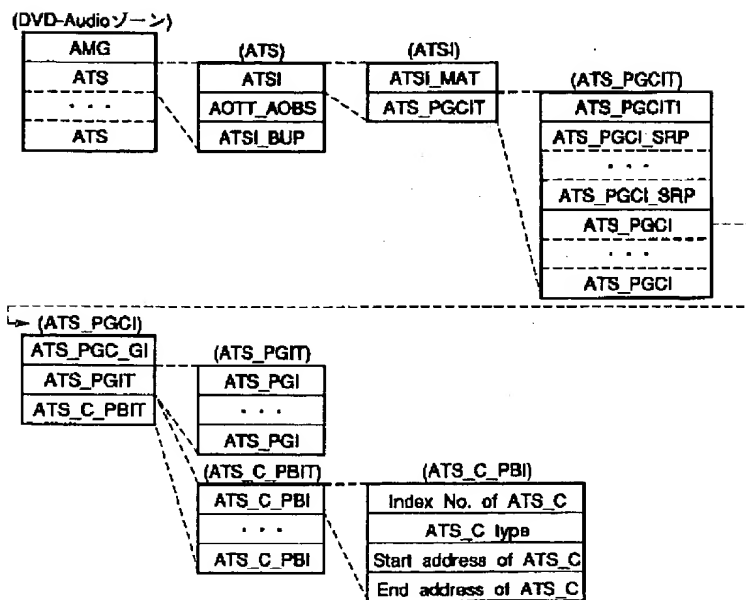 (DVD-Audioゾーン)
AMG
ATS
・・・
ATS
(ATS)
ATSI
AOTT_AOBS
ATSI_BUP
(ATSI)
ATSI_MAT
ATS_PGCIT
(ATS_PGCIT)
ATS_PGCITI
ATS_PGCI_SRP
・・・
ATS_PGCI_SRP
ATS_PGCI
・・・
ATS_PGCI
(ATS_PGCI)
ATS_PGC_GI
ATS_PGIT
ATS_C_PBIT
(ATS_PGIT)
ATS_PGI
・・・
ATS_PGI
(ATS_C_PBIT)
ATS_C_PBI
・・・
ATS_C_PBI
(ATS_C_PBI)
Index No. of ATS_C
ATS_C type
Start address of ATS_C
End address of ATS_C